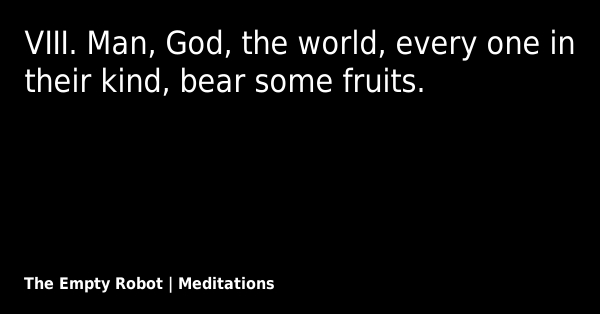 VIII. Man, God, the world, every one in
their kind, bear some fruits.
The Empty Robot | Meditations